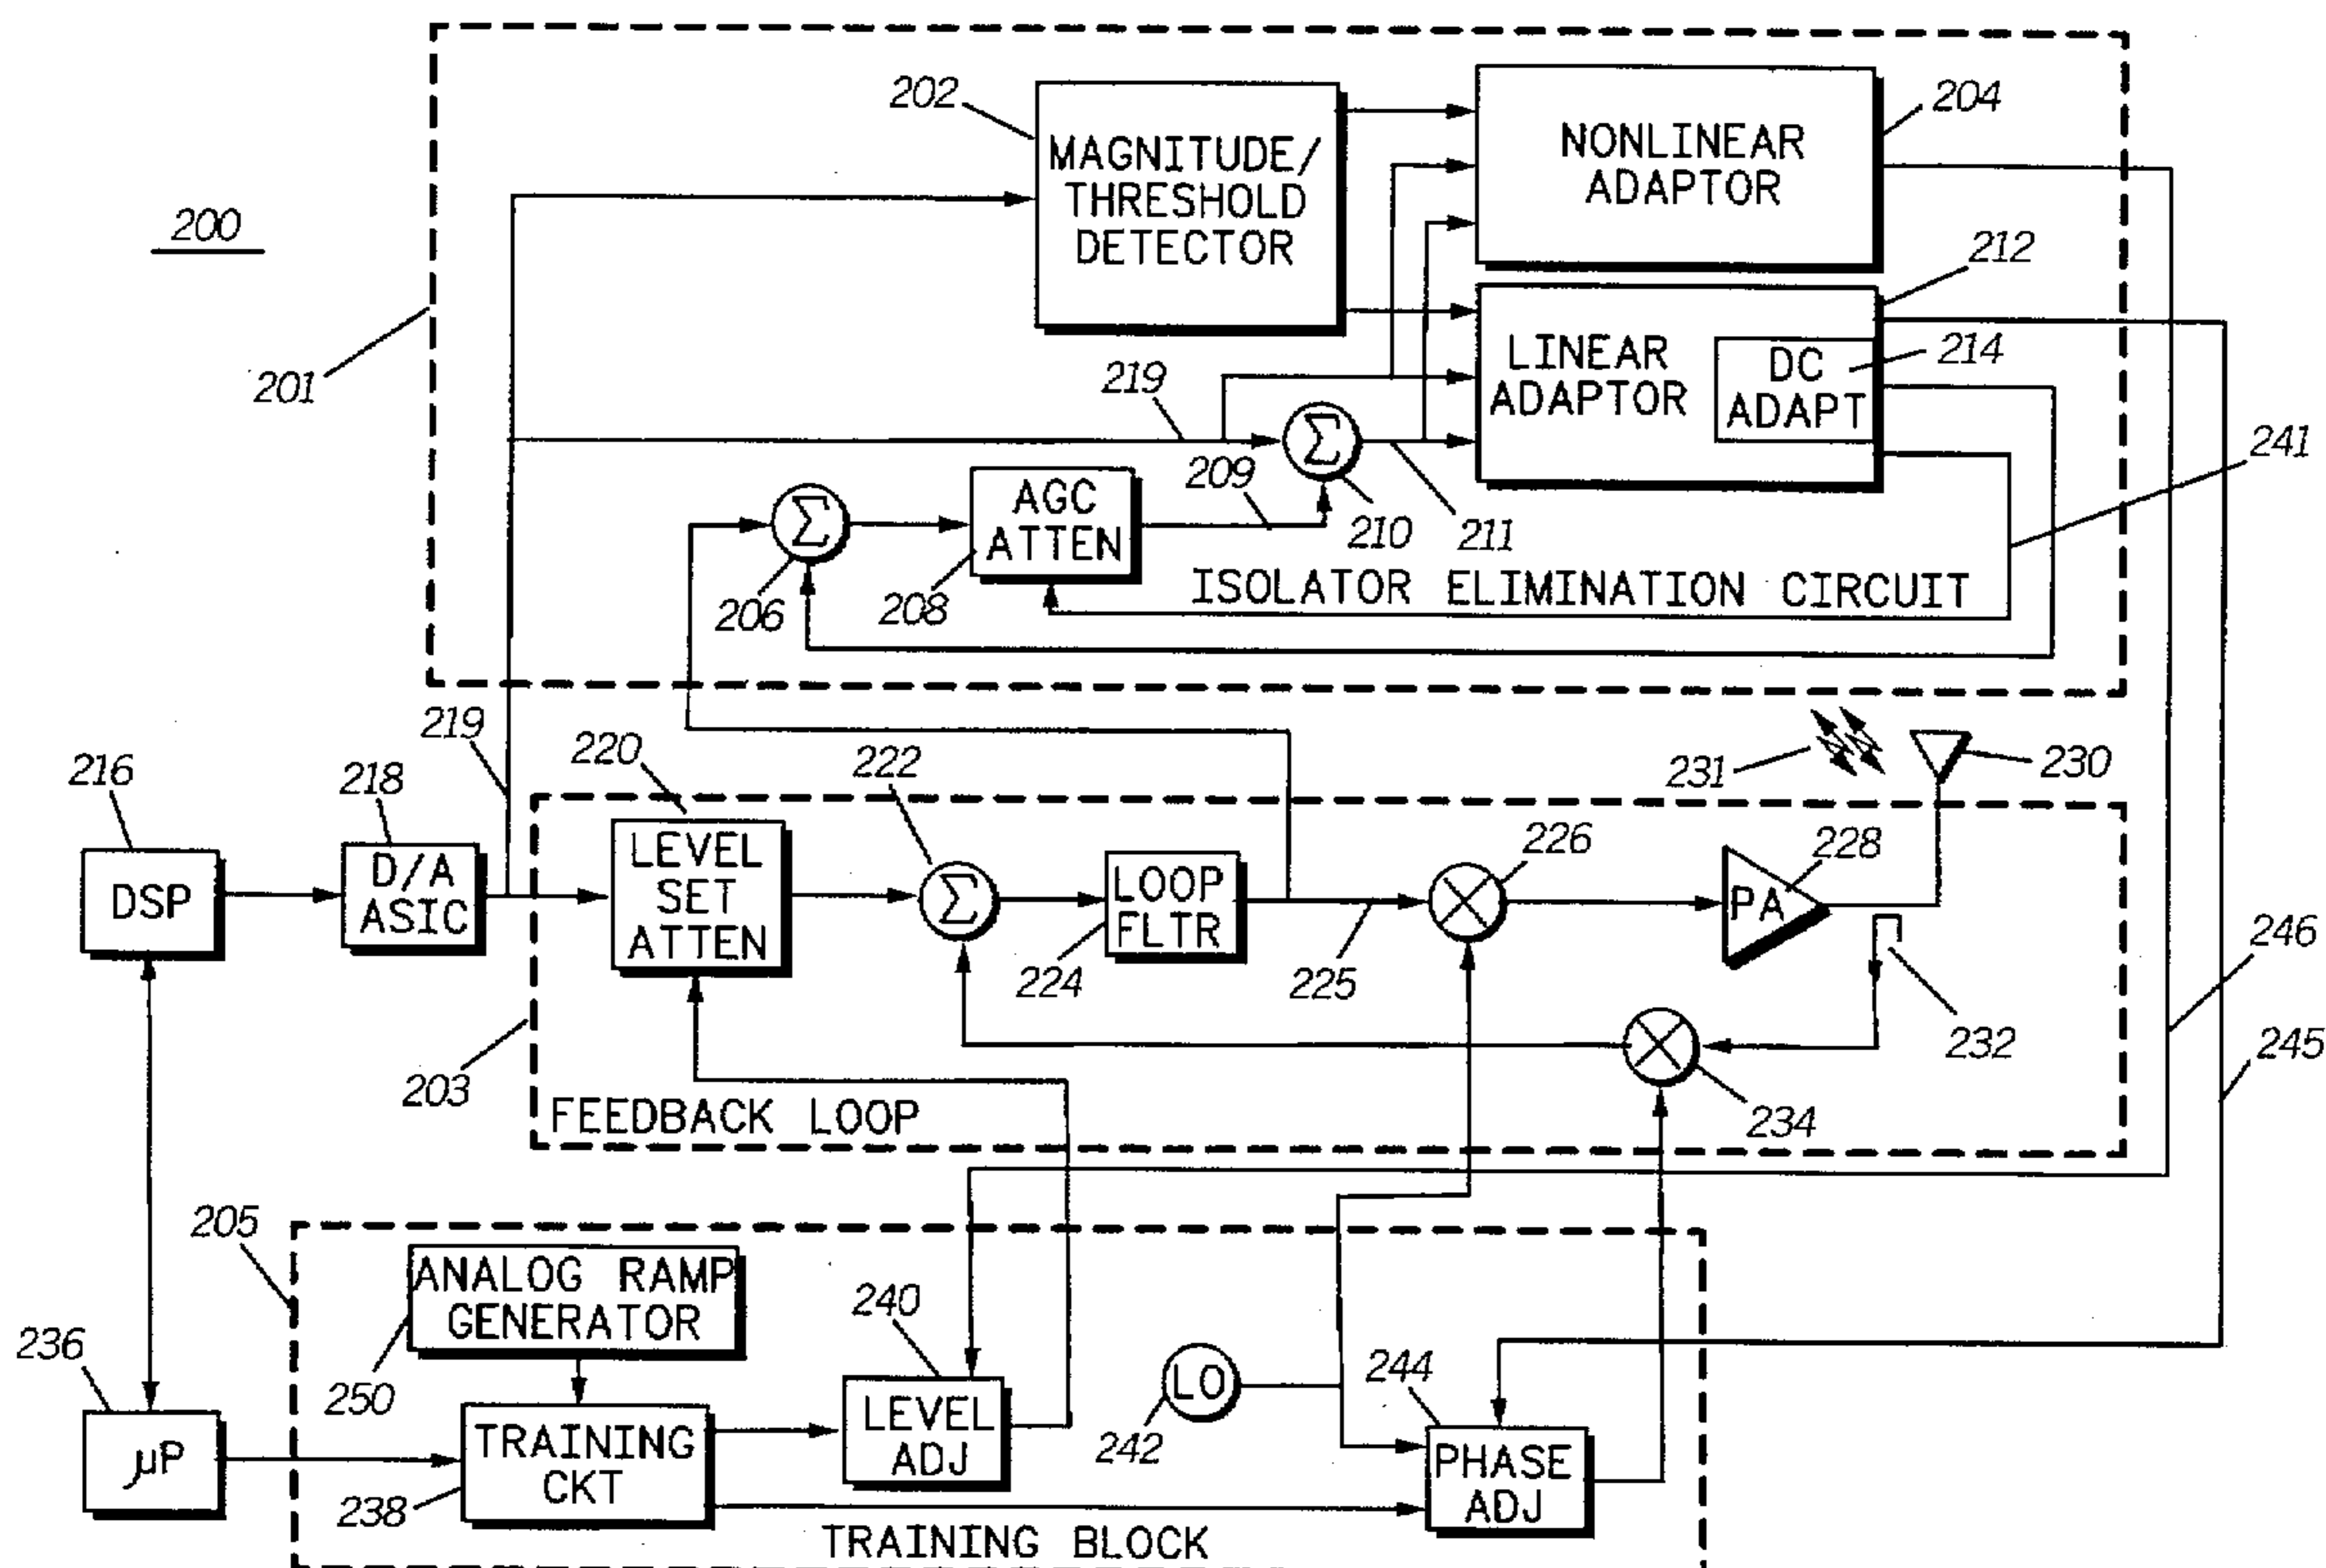 200
201
202
MAGNITUDE/
THRESHOLD
DETECTOR
204
NONLINEAR
ADAPTOR
212
LINEAR
ADAPTOR
DC
ADAPT
214
219
Σ
210
211
209
241
Σ
206
AGC
ATTEN
208
ISOLATOR ELIMINATION CIRCUIT
219
216
DSP
218
D/A
ASIC
220
LEVEL
SET
ATTEN
222
Σ
LOOP
FLTR
224
225
226
PA
228
230
231
232
234
203
FEEDBACK LOOP
246
245
205
ANALOG RAMP
GENERATOR
250
236
µP
TRAINING
CKT
238
240
LEVEL
ADJ
LO
242
244
PHASE
ADJ
TRAINING BLOCK